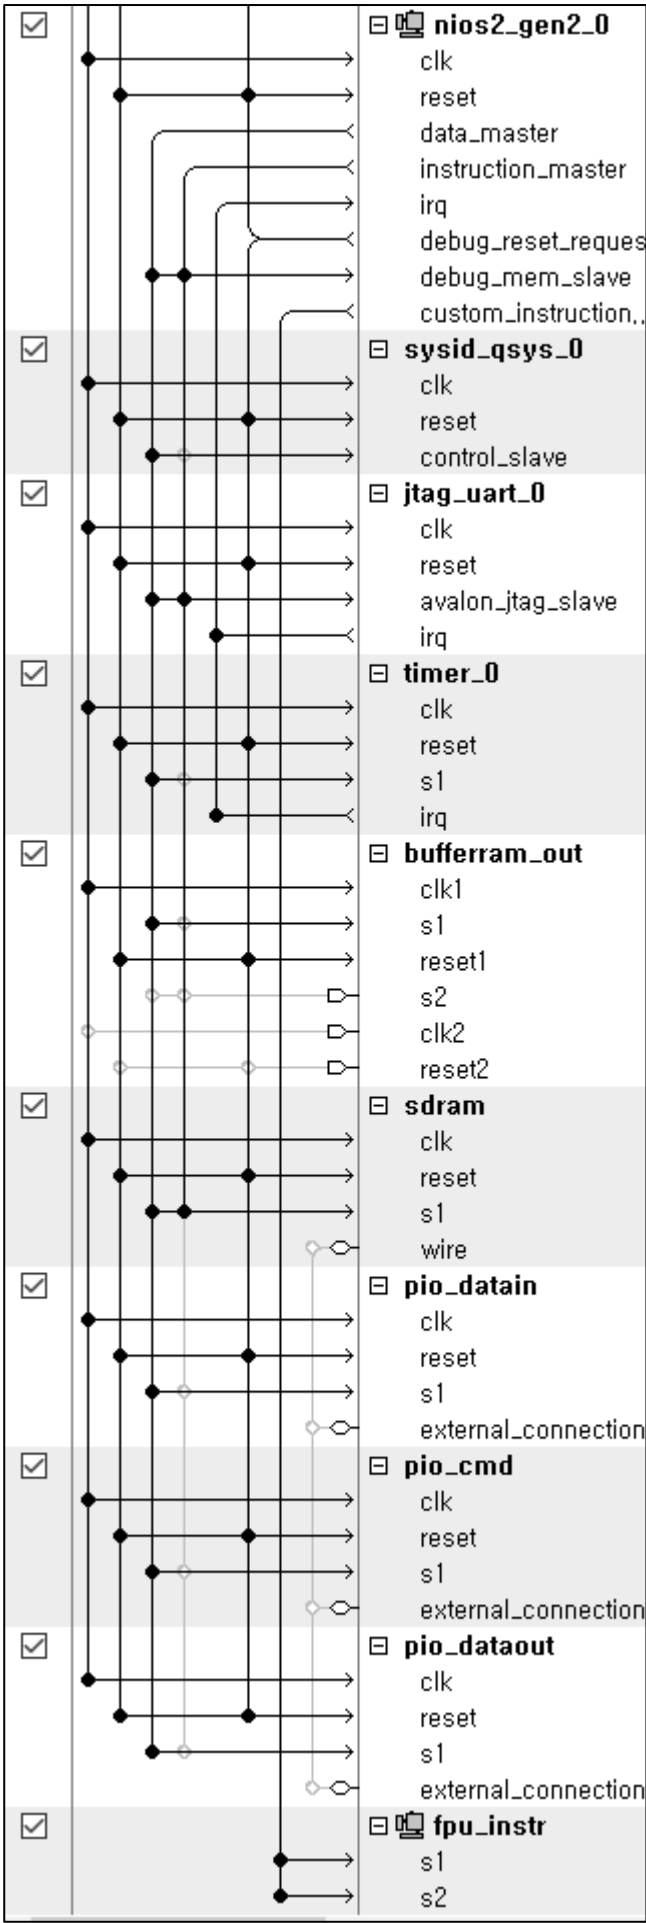 nios2_gen2_0
clk
reset
data_master
instruction_master
irq
debug_reset_reques
debug_mem_slave
custom_instruction..
sysid_qsys_0
clk
reset
control_slave
jtag_uart_0
clk
reset
avalon_jtag_slave
irq
timer_0
clk
reset
s1
irq
bufferram_out
clk1
s1
reset1
s2
clk2
reset2
sdram
clk
reset
s1
wire
pio_datain
clk
reset
s1
external_connection
pio_cmd
clk
reset
s1
external_connection
pio_dataout
clk
reset
s1
external_connection
fpu_instr
s1
s2